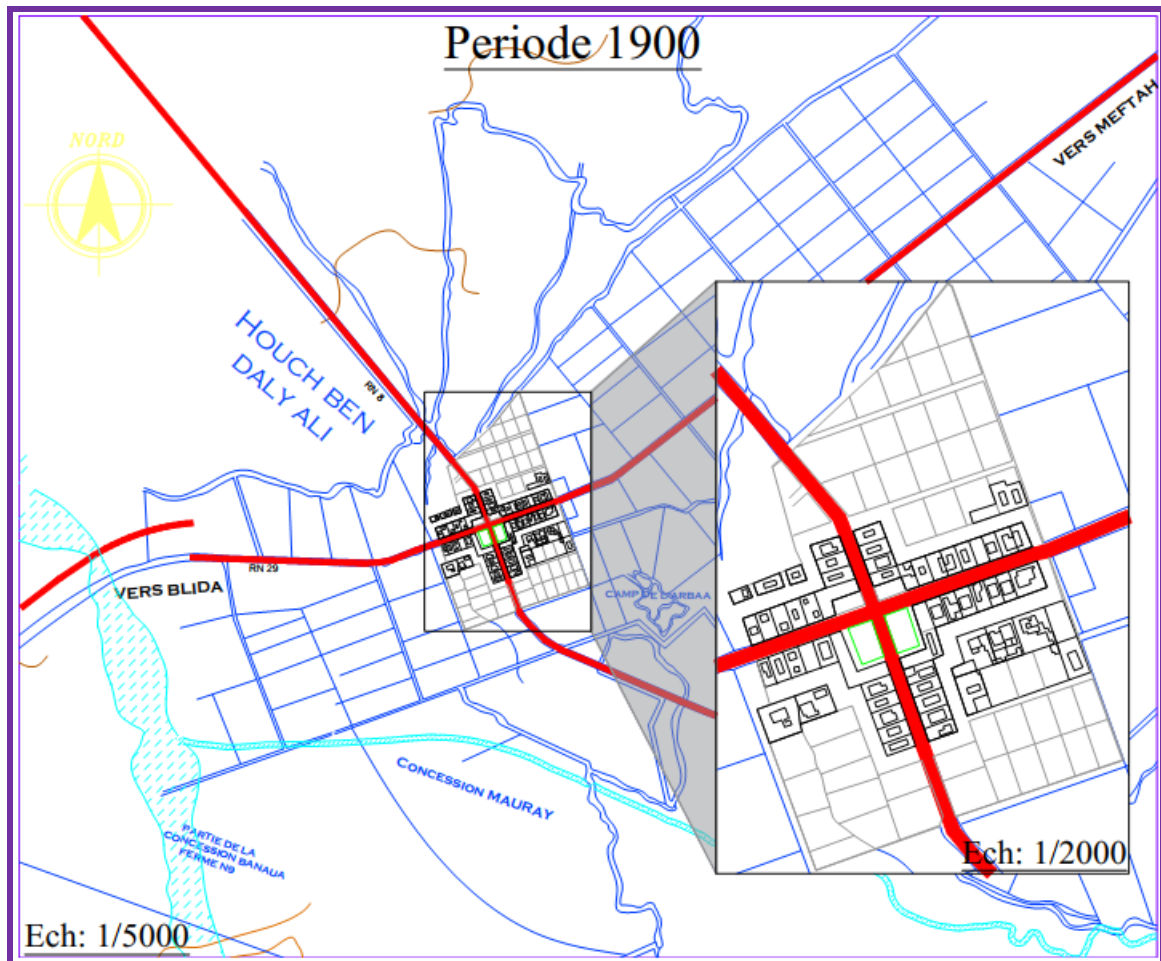 Periode 1900
NORD
VERS MEFTAH
HOUCH BEN
DALY ALI
RN 8
RN 29
VERS BLIDA
CAMP DE L'ARBAA
CONCESSION MAURAY
PARTIE DE LA
CONCESSION BANAUA
FERME N9
Ech: 1/2000
Ech: 1/5000